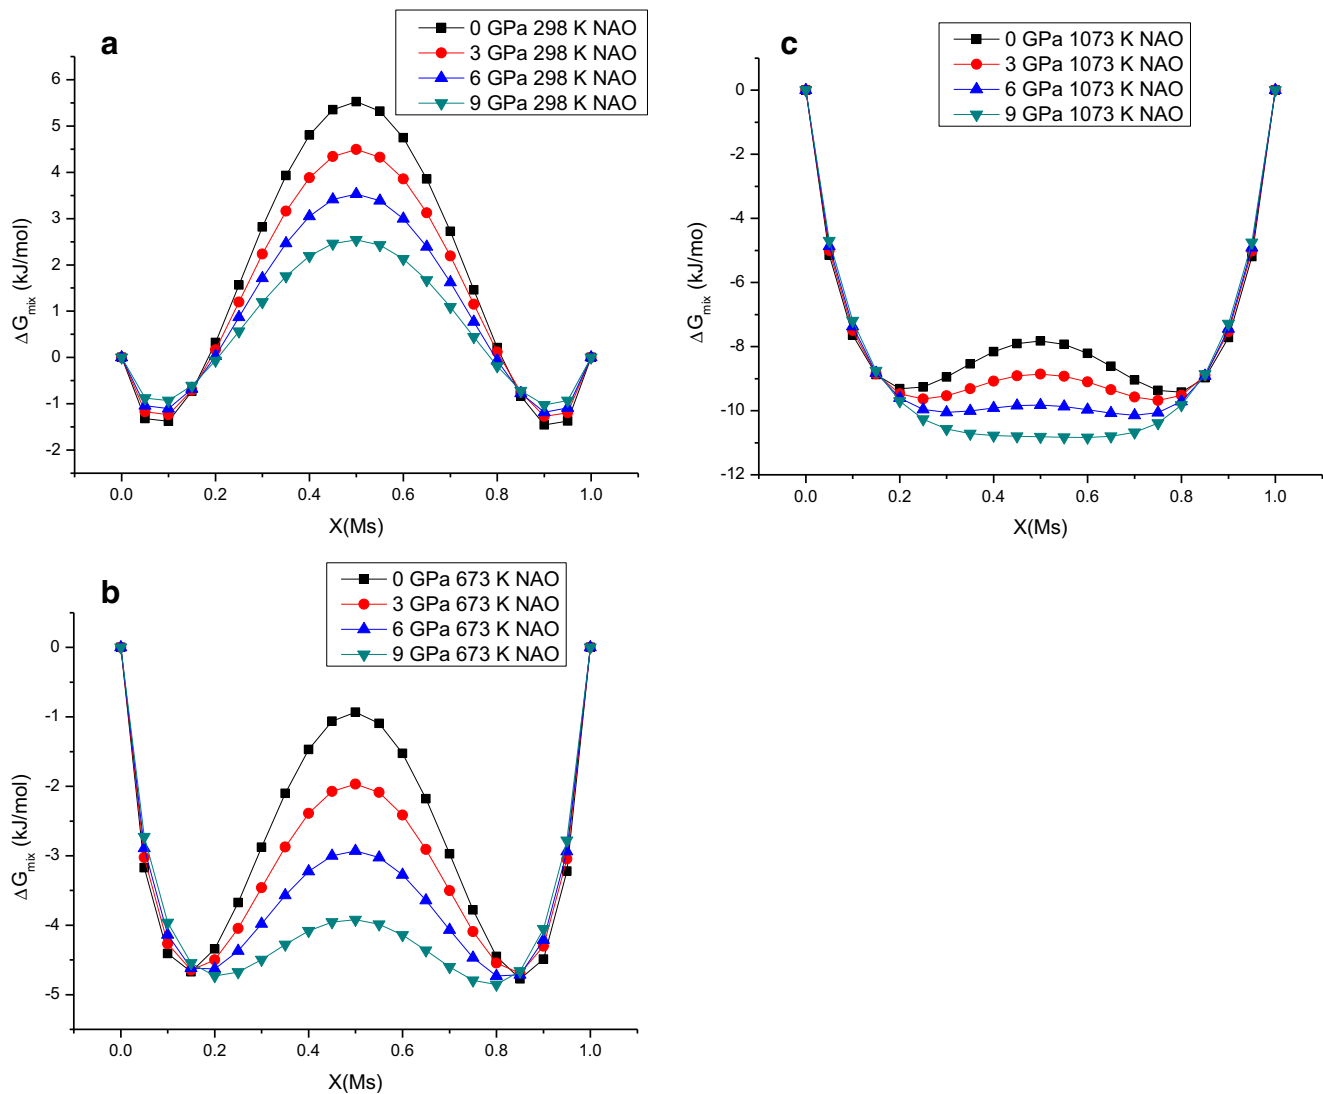 a
0 GPa 298 K NAO
3 GPa 298 K NAO
6 GPa 298 K NAO
9 GPa 298 K NAO
6
5
4
3
2
1
0
-1
-2
ΔG_mix (kJ/mol)
0.0 0.2 0.4 0.6 0.8 1.0
X(Ms)
c
0 GPa 1073 K NAO
3 GPa 1073 K NAO
6 GPa 1073 K NAO
9 GPa 1073 K NAO
0
-2
-4
-6
-8
-10
-12
ΔG_mix (kJ/mo)
0.0 0.2 0.4 0.6 0.8 1.0
X(Ms)
b
0 GPa 673 K NAO
3 GPa 673 K NAO
6 GPa 673 K NAO
9 GPa 673 K NAO
0
-1
-2
-3
-4
-5
ΔG_mix (kJ/mol)
0.0 0.2 0.4 0.6 0.8 1.0
X(Ms)